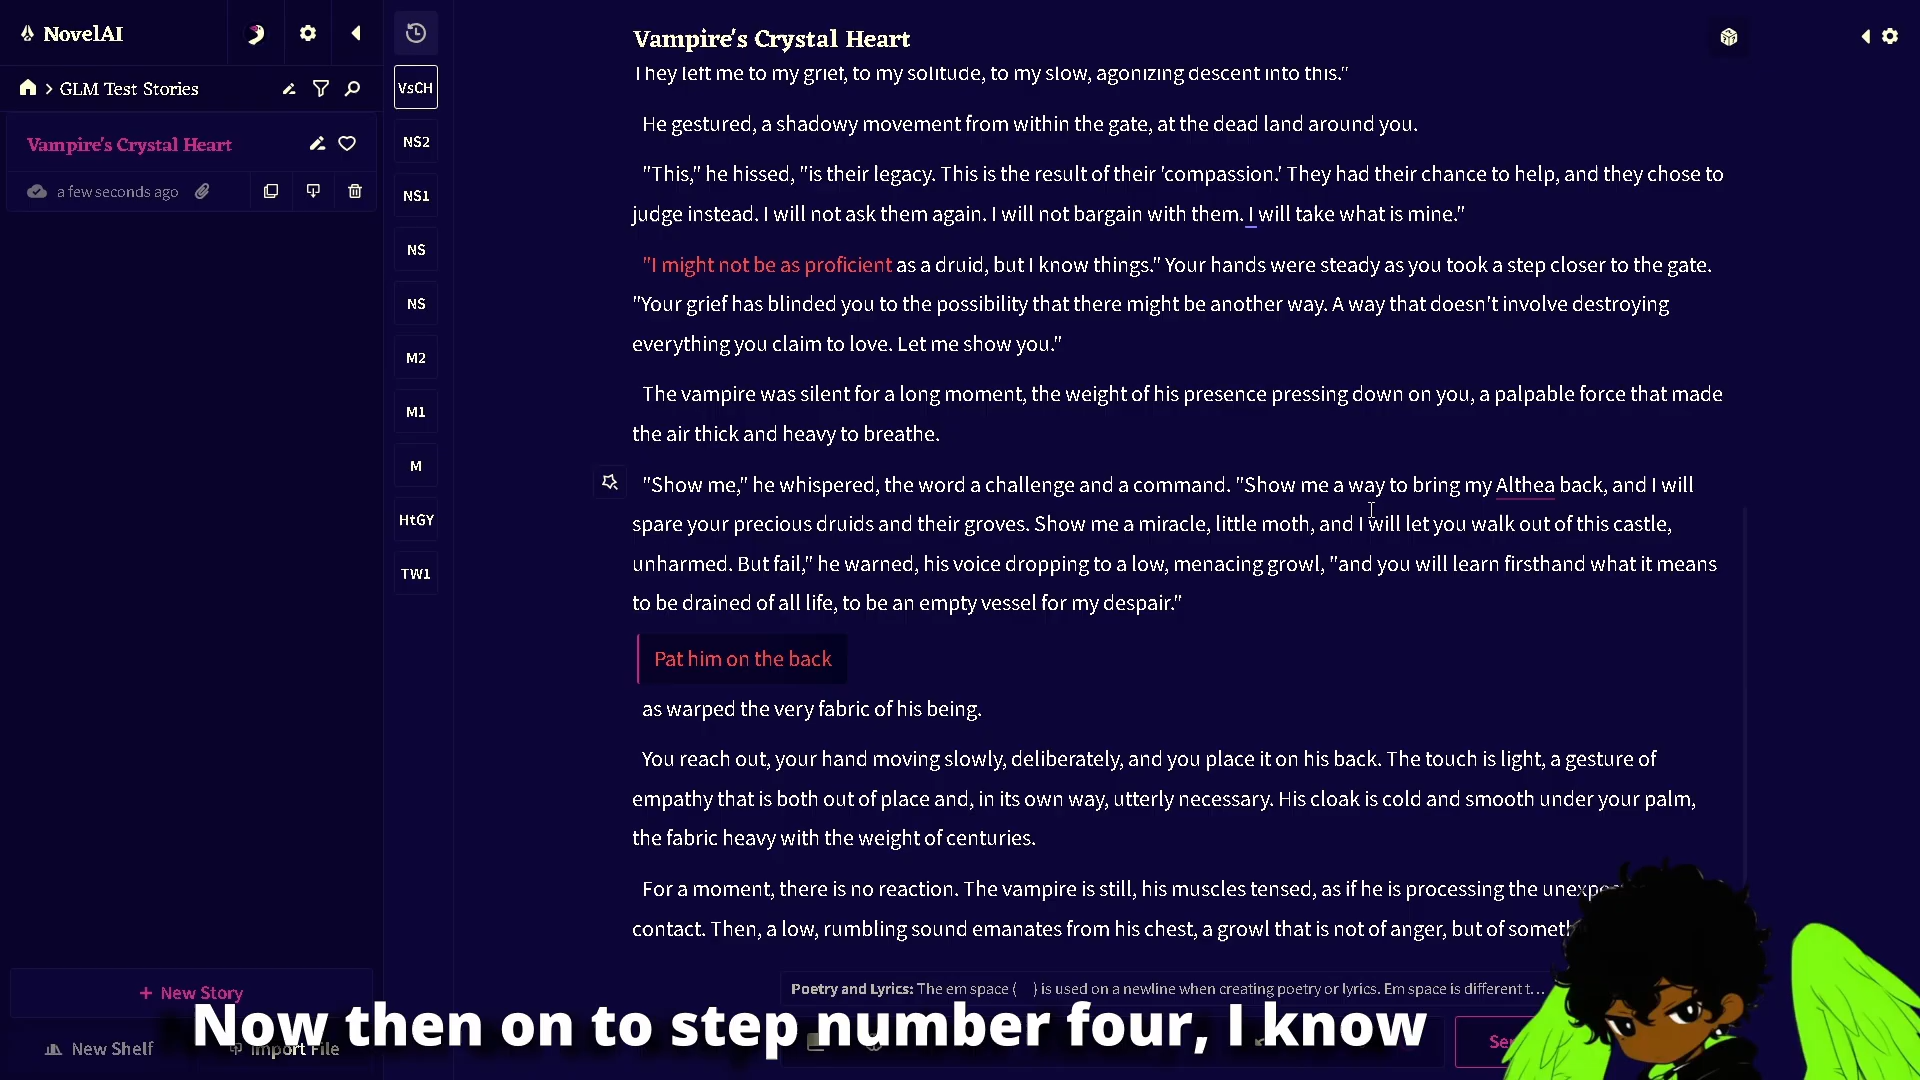 NovelAI
GLM Test Stories
Vampire's Crystal Heart
a few seconds ago
+ New Story
New Shelf
Import File
VsCH
NS2
NS1
NS
NS
M2
M1
M
HtGY
TW1
Vampire's Crystal Heart
They left me to my grief, to my solitude, to my slow, agonizing descent into this."
He gestured, a shadowy movement from within the gate, at the dead land around you.
"This," he hissed, "is their legacy. This is the result of their 'compassion.' They had their chance to help, and they chose to
judge instead. I will not ask them again. I will not bargain with them. I will take what is mine."
"I might not be as proficient as a druid, but I know things." Your hands were steady as you took a step closer to the gate.
"Your grief has blinded you to the possibility that there might be another way. A way that doesn't involve destroying
everything you claim to love. Let me show you."
The vampire was silent for a long moment, the weight of his presence pressing down on you, a palpable force that made
the air thick and heavy to breathe.
"Show me," he whispered, the word a challenge and a command. "Show me a way to bring my Althea back, and I will
spare your precious druids and their groves. Show me a miracle, little moth, and I will let you walk out of this castle,
unharmed. But fail," he warned, his voice dropping to a low, menacing growl, "and you will learn firsthand what it means
to be drained of all life, to be an empty vessel for my despair."
Pat him on the back
as warped the very fabric of his being.
You reach out, your hand moving slowly, deliberately, and you place it on his back. The touch is light, a gesture of
empathy that is both out of place and, in its own way, utterly necessary. His cloak is cold and smooth under your palm,
the fabric heavy with the weight of centuries.
For a moment, there is no reaction. The vampire is still, his muscles tensed, as if he is processing the
contact. Then, a low, rumbling sound emanates from his chest, a growl that is not of anger, but of
Poetry and Lyrics: The em space ( ) is used on a newline when creating poetry or lyrics. Em space is different t...
Now then on to step number four, I know